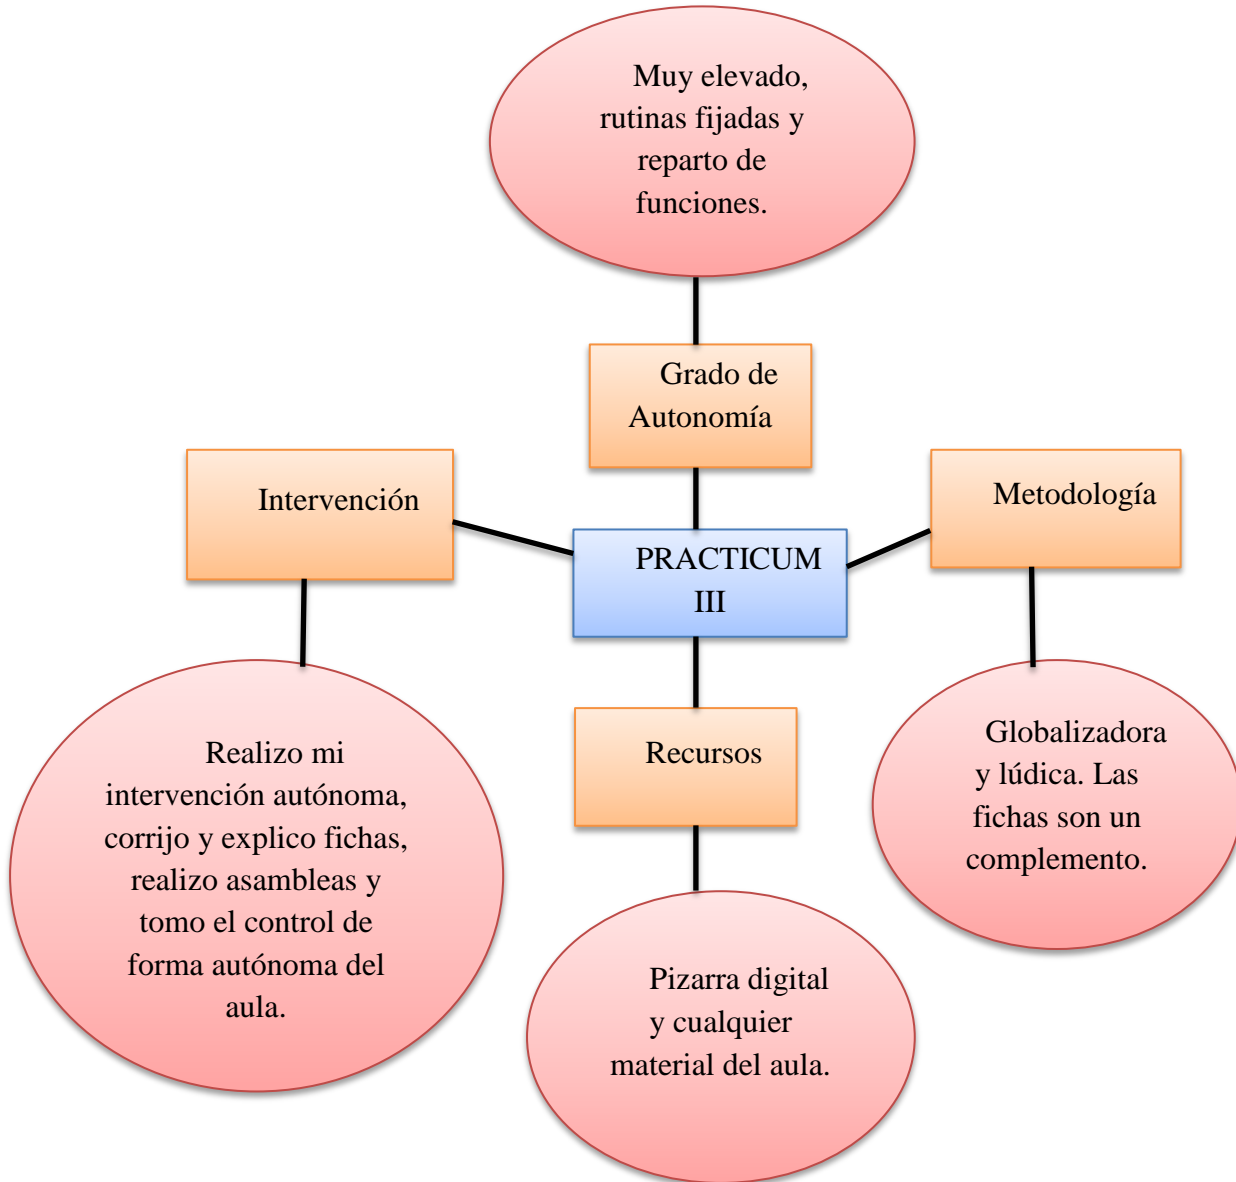 Muy elevado,
rutinas fijadas y
reparto de
funciones.
Grado de
Autonomía
Intervención
Metodología
PRACTICUM
III
Realizo mi
intervención autónoma,
corrijo y explico fichas,
realizo asambleas y
tomo el control de
forma autónoma del
aula.
Recursos
Globalizadora
y lúdica. Las
fichas son un
complemento.
Pizarra digital
y cualquier
material del aula.